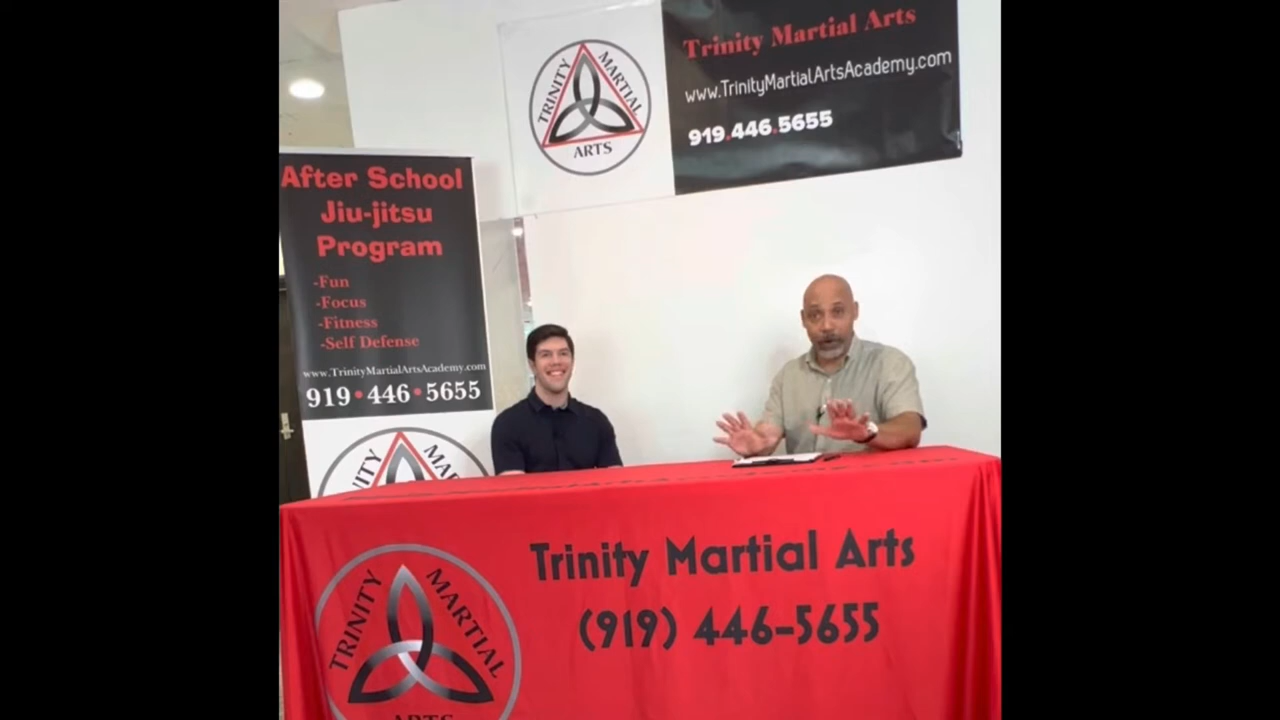 TRINITY MARTIAL ARTS
Trinity Martial Arts
www.TrinityMartialArtsAcademy.com
919.446.5655
After School
Jiu-jitsu
Program
-Fun
-Focus
-Fitness
-Self Defense
www.TrinityMartialArtsAcademy.com
919•446•5655
Trinity Martial Arts
(919) 446-5655
TRINITY MARTIAL ARTS